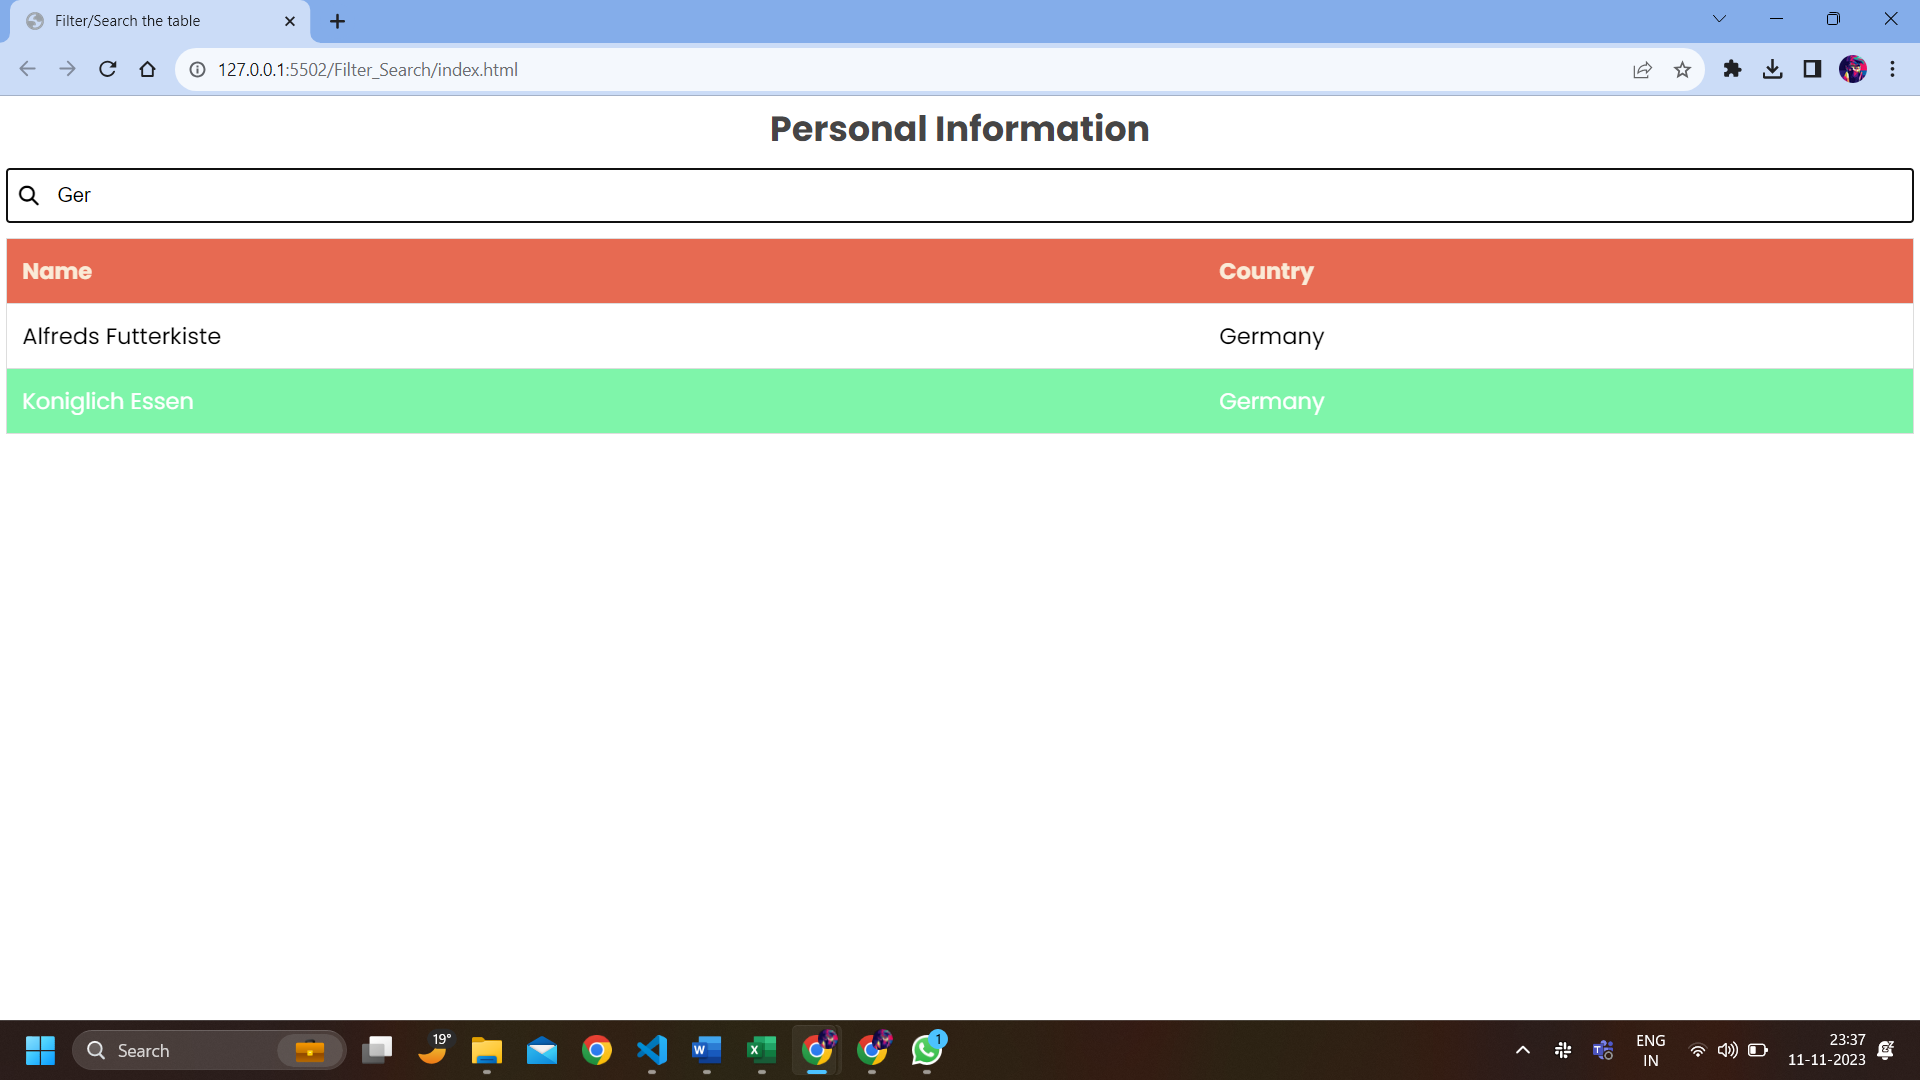 Filter/Search the table
127.0.0.1:5502/Filter_Search/index.html
Personal Information
Ger
Name Country
Alfreds Futterkiste Germany
Koniglich Essen Germany
Search 19° 1 ENG 23:37
IN 11-11-2023